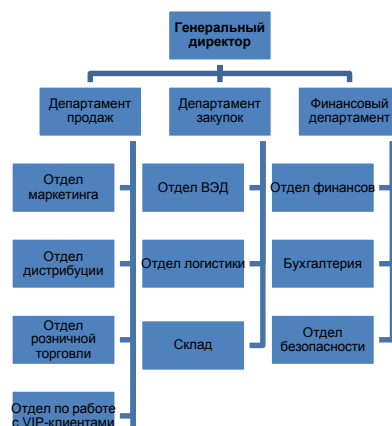 Генеральный
директор
Департамент
продаж
Департамент
закупок
Финансовый
департамент
Отдел
маркетинга
Отдел ВЭД
Отдел финансов
Отдел
дистрибуции
Отдел логистики
Бухгалтерия
Отдел
розничной
торговли
Склад
Отдел
безопасности
Отдел по работе
с VIP-клиентами